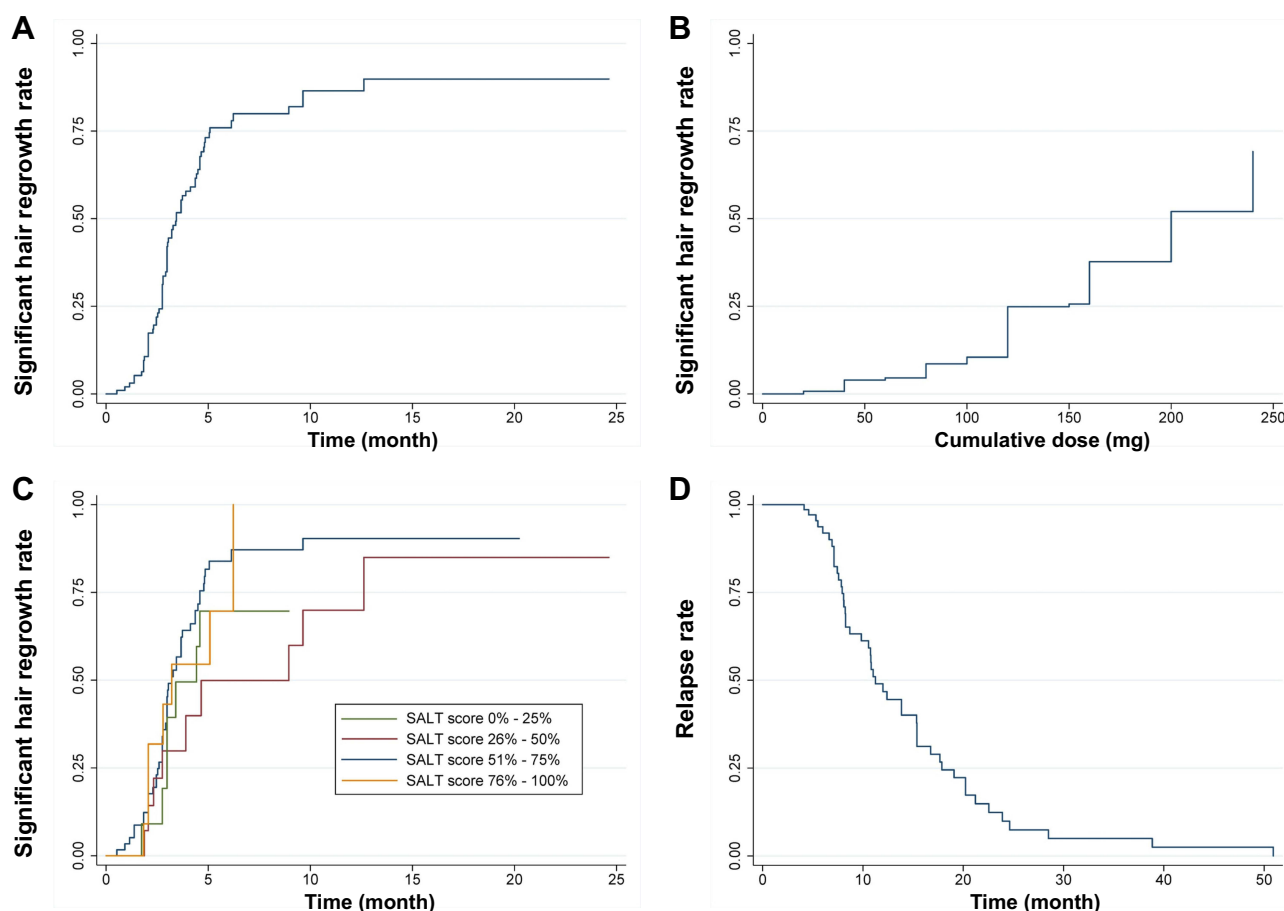 A
Significant hair regrowth rate
1.00
0.75
0.50
0.25
0.00
0 5 10 15 20 25
Time (month)
B
Significant hair regrowth rate
1.00
0.75
0.50
0.25
0.00
0 50 100 150 200 250
Cumulative dose (mg)
C
Significant hair regrowth rate
1.00
0.75
0.50
0.25
0.00
SALT score 0% - 25%
SALT score 26% - 50%
SALT score 51% - 75%
SALT score 76% - 100%
0 5 10 15 20 25
Time (month)
D
Relapse rate
1.00
0.75
0.50
0.25
0.00
0 10 20 30 40 50
Time (month)